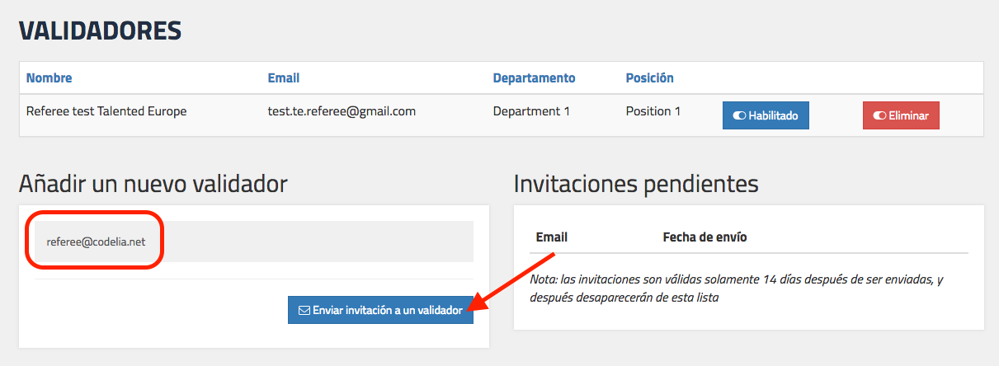 VALIDADORES
Nombre Email Departamento Posición
Referee test Talented Europe test.te.referee@gmail.com Department 1 Position 1 Habilitado Eliminar
Añadir un nuevo validador
referee@codelia.net
Enviar invitación a un validador
Invitaciones pendientes
Email Fecha de envío
Nota: las invitaciones son válidas solamente 14 días después de ser enviadas, y
después desaparecerán de esta lista